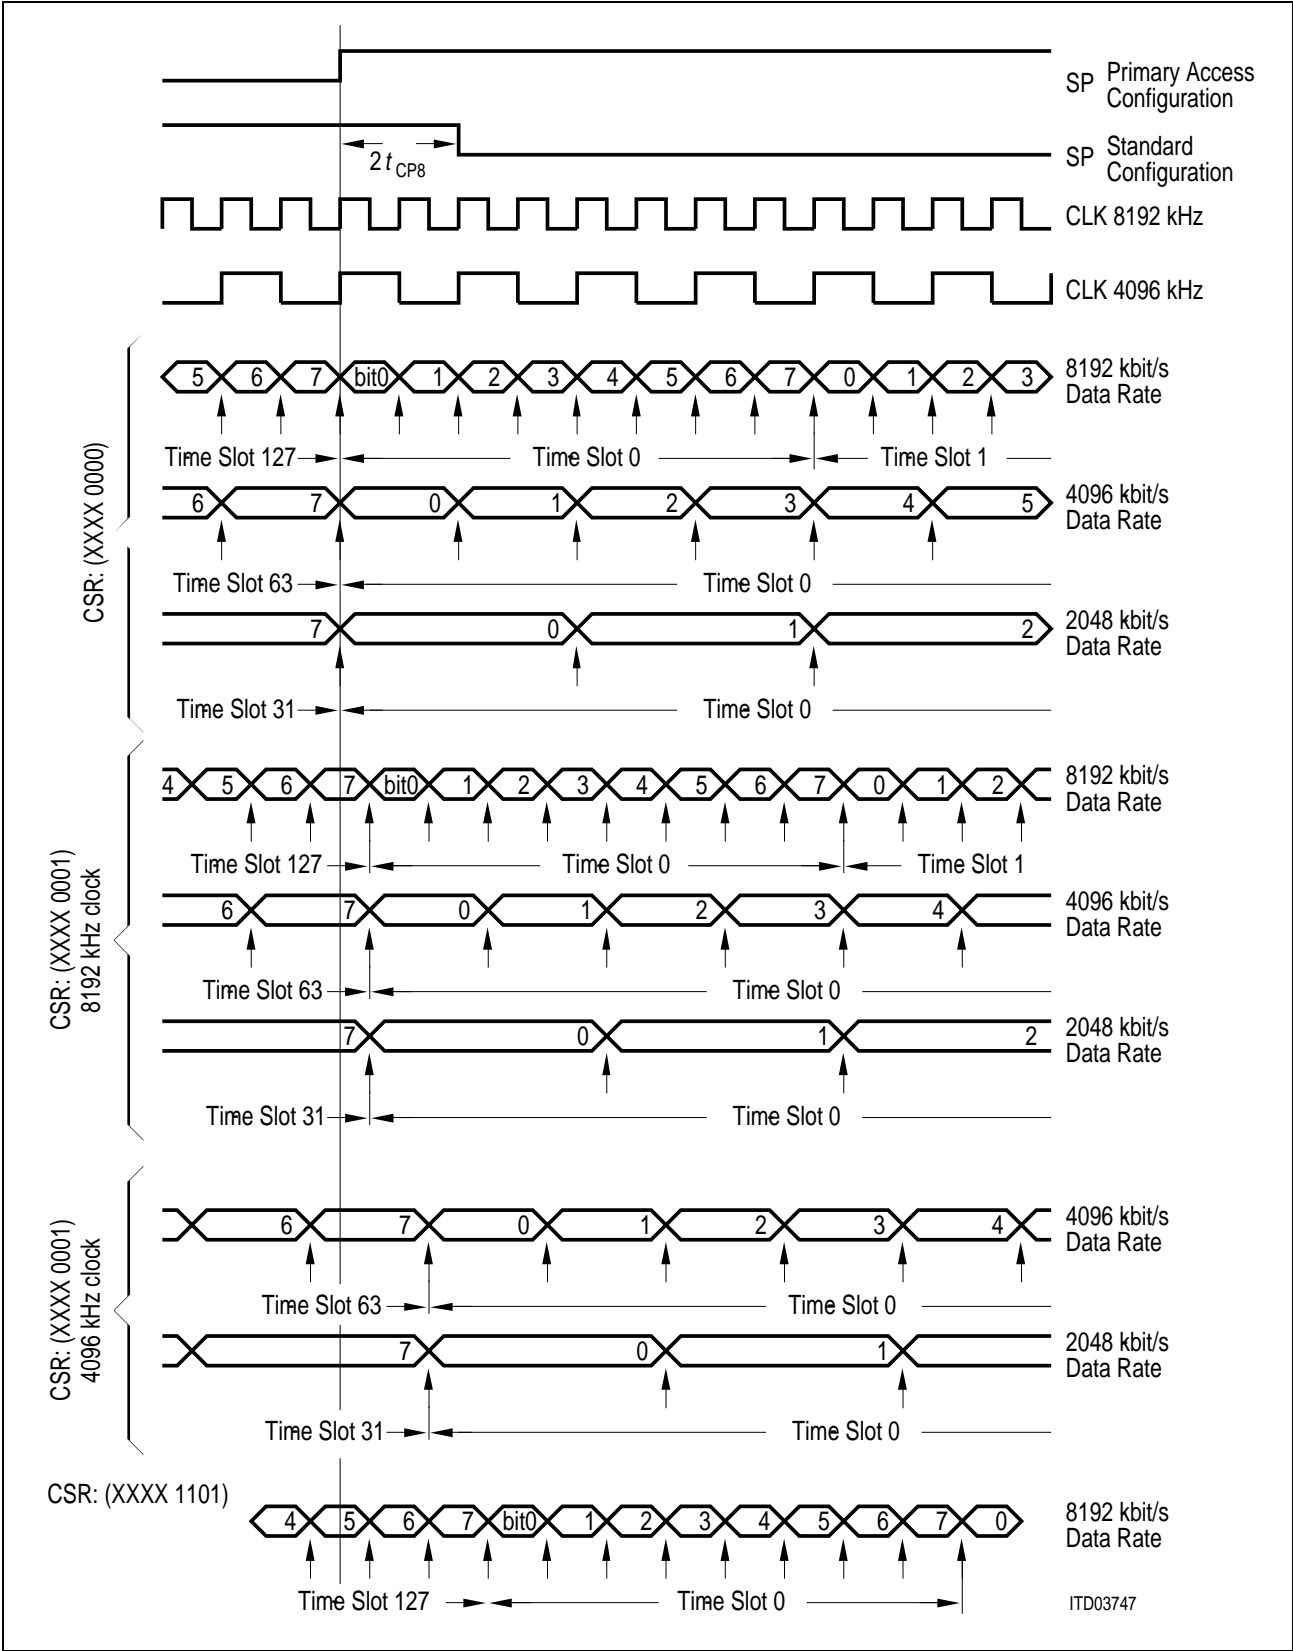 SP Primary Access
Configuration
2 t CP8
SP Standard
Configuration
CLK 8192 kHz
CLK 4096 kHz
CSR: (XXXX 0000)
5 6 7 bit0 1 2 3 4 5 6 7 0 1 2 3
8192 kbit/s
Data Rate
Time Slot 127 Time Slot 0 Time Slot 1
6 7 0 1 2 3 4 5
4096 kbit/s
Data Rate
Time Slot 63 Time Slot 0
7 0 1 2
2048 kbit/s
Data Rate
Time Slot 31 Time Slot 0
CSR: (XXXX 0001)
8192 kHz clock
4 5 6 7 bit0 1 2 3 4 5 6 7 0 1 2
8192 kbit/s
Data Rate
Time Slot 127 Time Slot 0 Time Slot 1
6 7 0 1 2 3 4
4096 kbit/s
Data Rate
Time Slot 63 Time Slot 0
7 0 1 2
2048 kbit/s
Data Rate
Time Slot 31 Time Slot 0
CSR: (XXXX 0001)
4096 kHz clock
6 7 0 1 2 3 4
4096 kbit/s
Data Rate
Time Slot 63 Time Slot 0
7 0 1
2048 kbit/s
Data Rate
Time Slot 31 Time Slot 0
CSR: (XXXX 1101)
4 5 6 7 bit0 1 2 3 4 5 6 7 0
8192 kbit/s
Data Rate
Time Slot 127 Time Slot 0
ITD03747